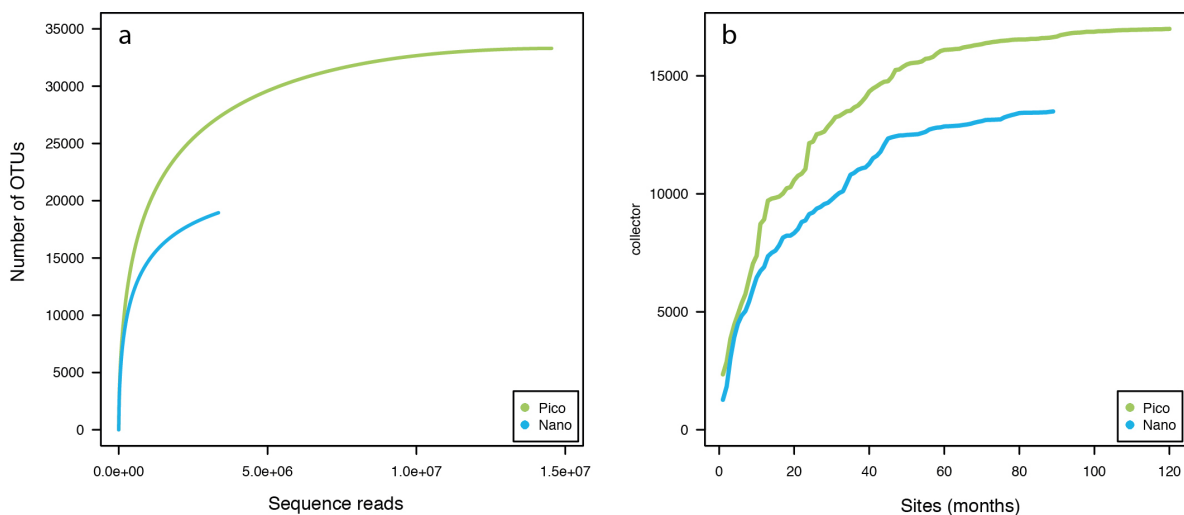 a
35000
30000
25000
20000
15000
10000
5000
0
Number of OTUs
0.0e+00 5.0e+06 1.0e+07 1.5e+07
Sequence reads
Pico
Nano
b
15000
10000
5000
0
collector
0 20 40 60 80 100 120
Sites (months)
Pico
Nano